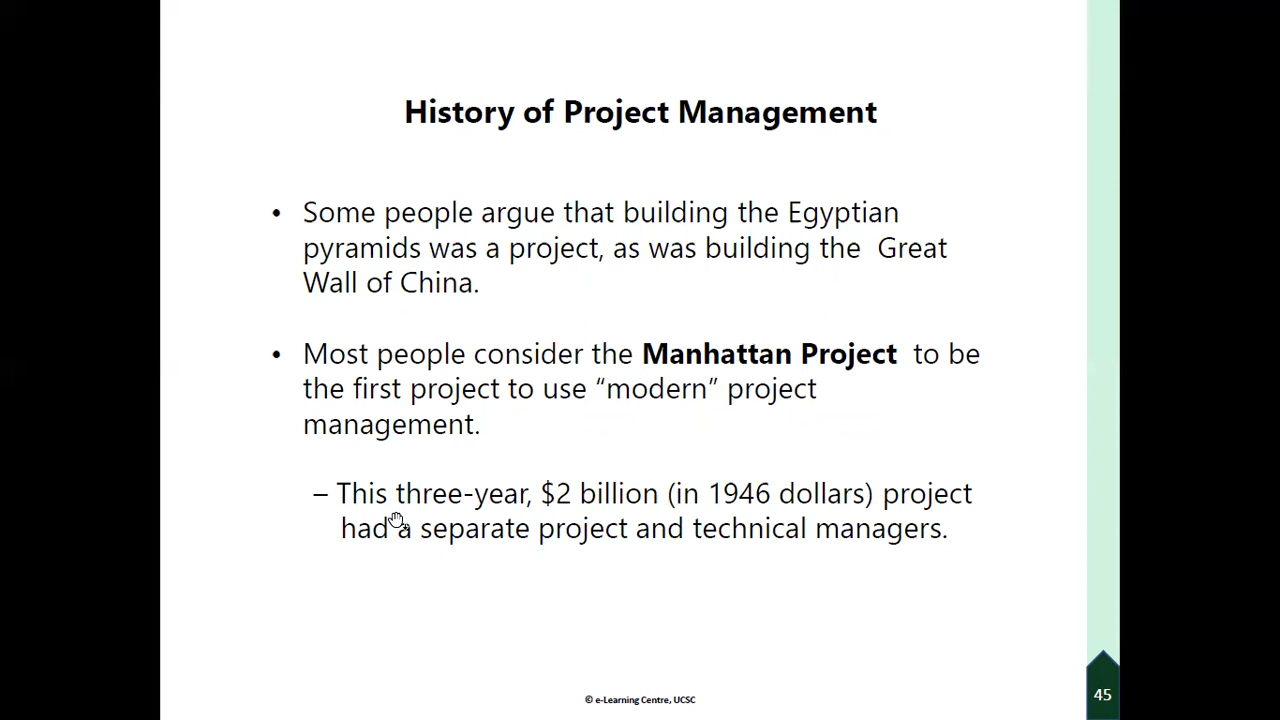 History of Project Management
• Some people argue that building the Egyptian
pyramids was a project, as was building the  Great
Wall of China.
• Most people consider the Manhattan Project  to be
the first project to use “modern” project
management.
– This three-year, $2 billion (in 1946 dollars) project
had a separate project and technical managers.
© e-Learning Centre, UCSC
45